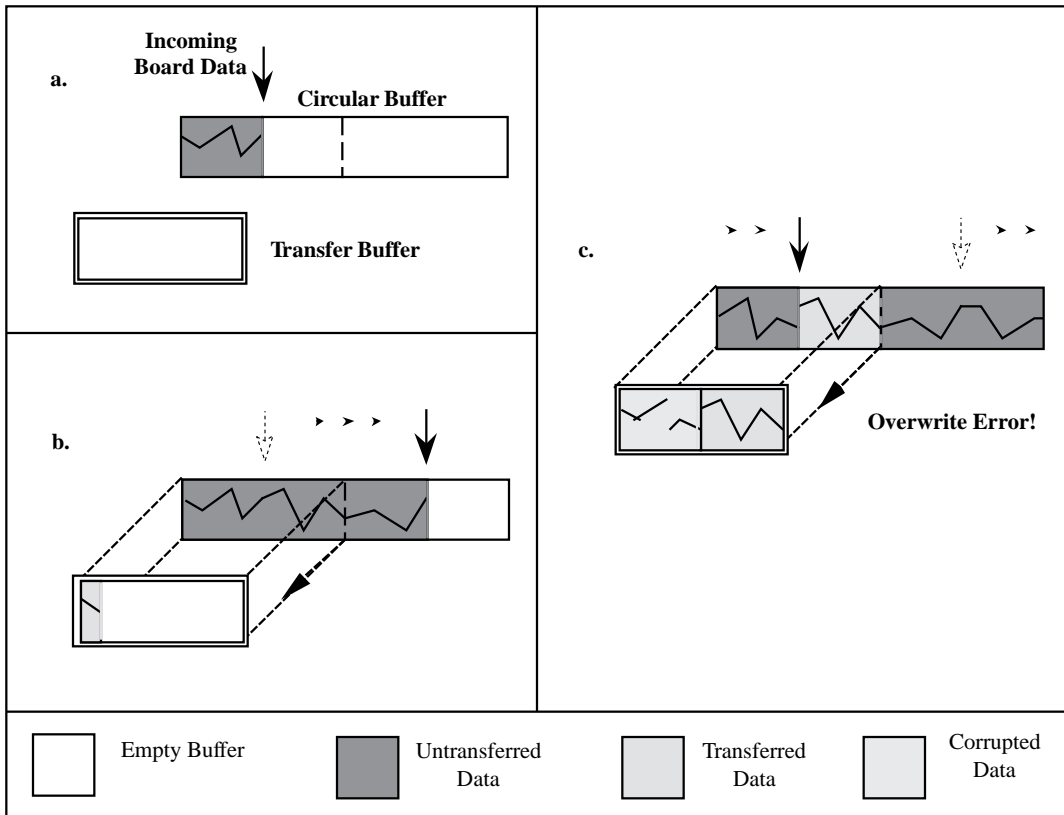 a.
Incoming
Board Data
Circular Buffer
Transfer Buffer
b.
c.
Overwrite Error!
Empty Buffer
Untransferred
Data
Transferred
Data
Corrupted
Data